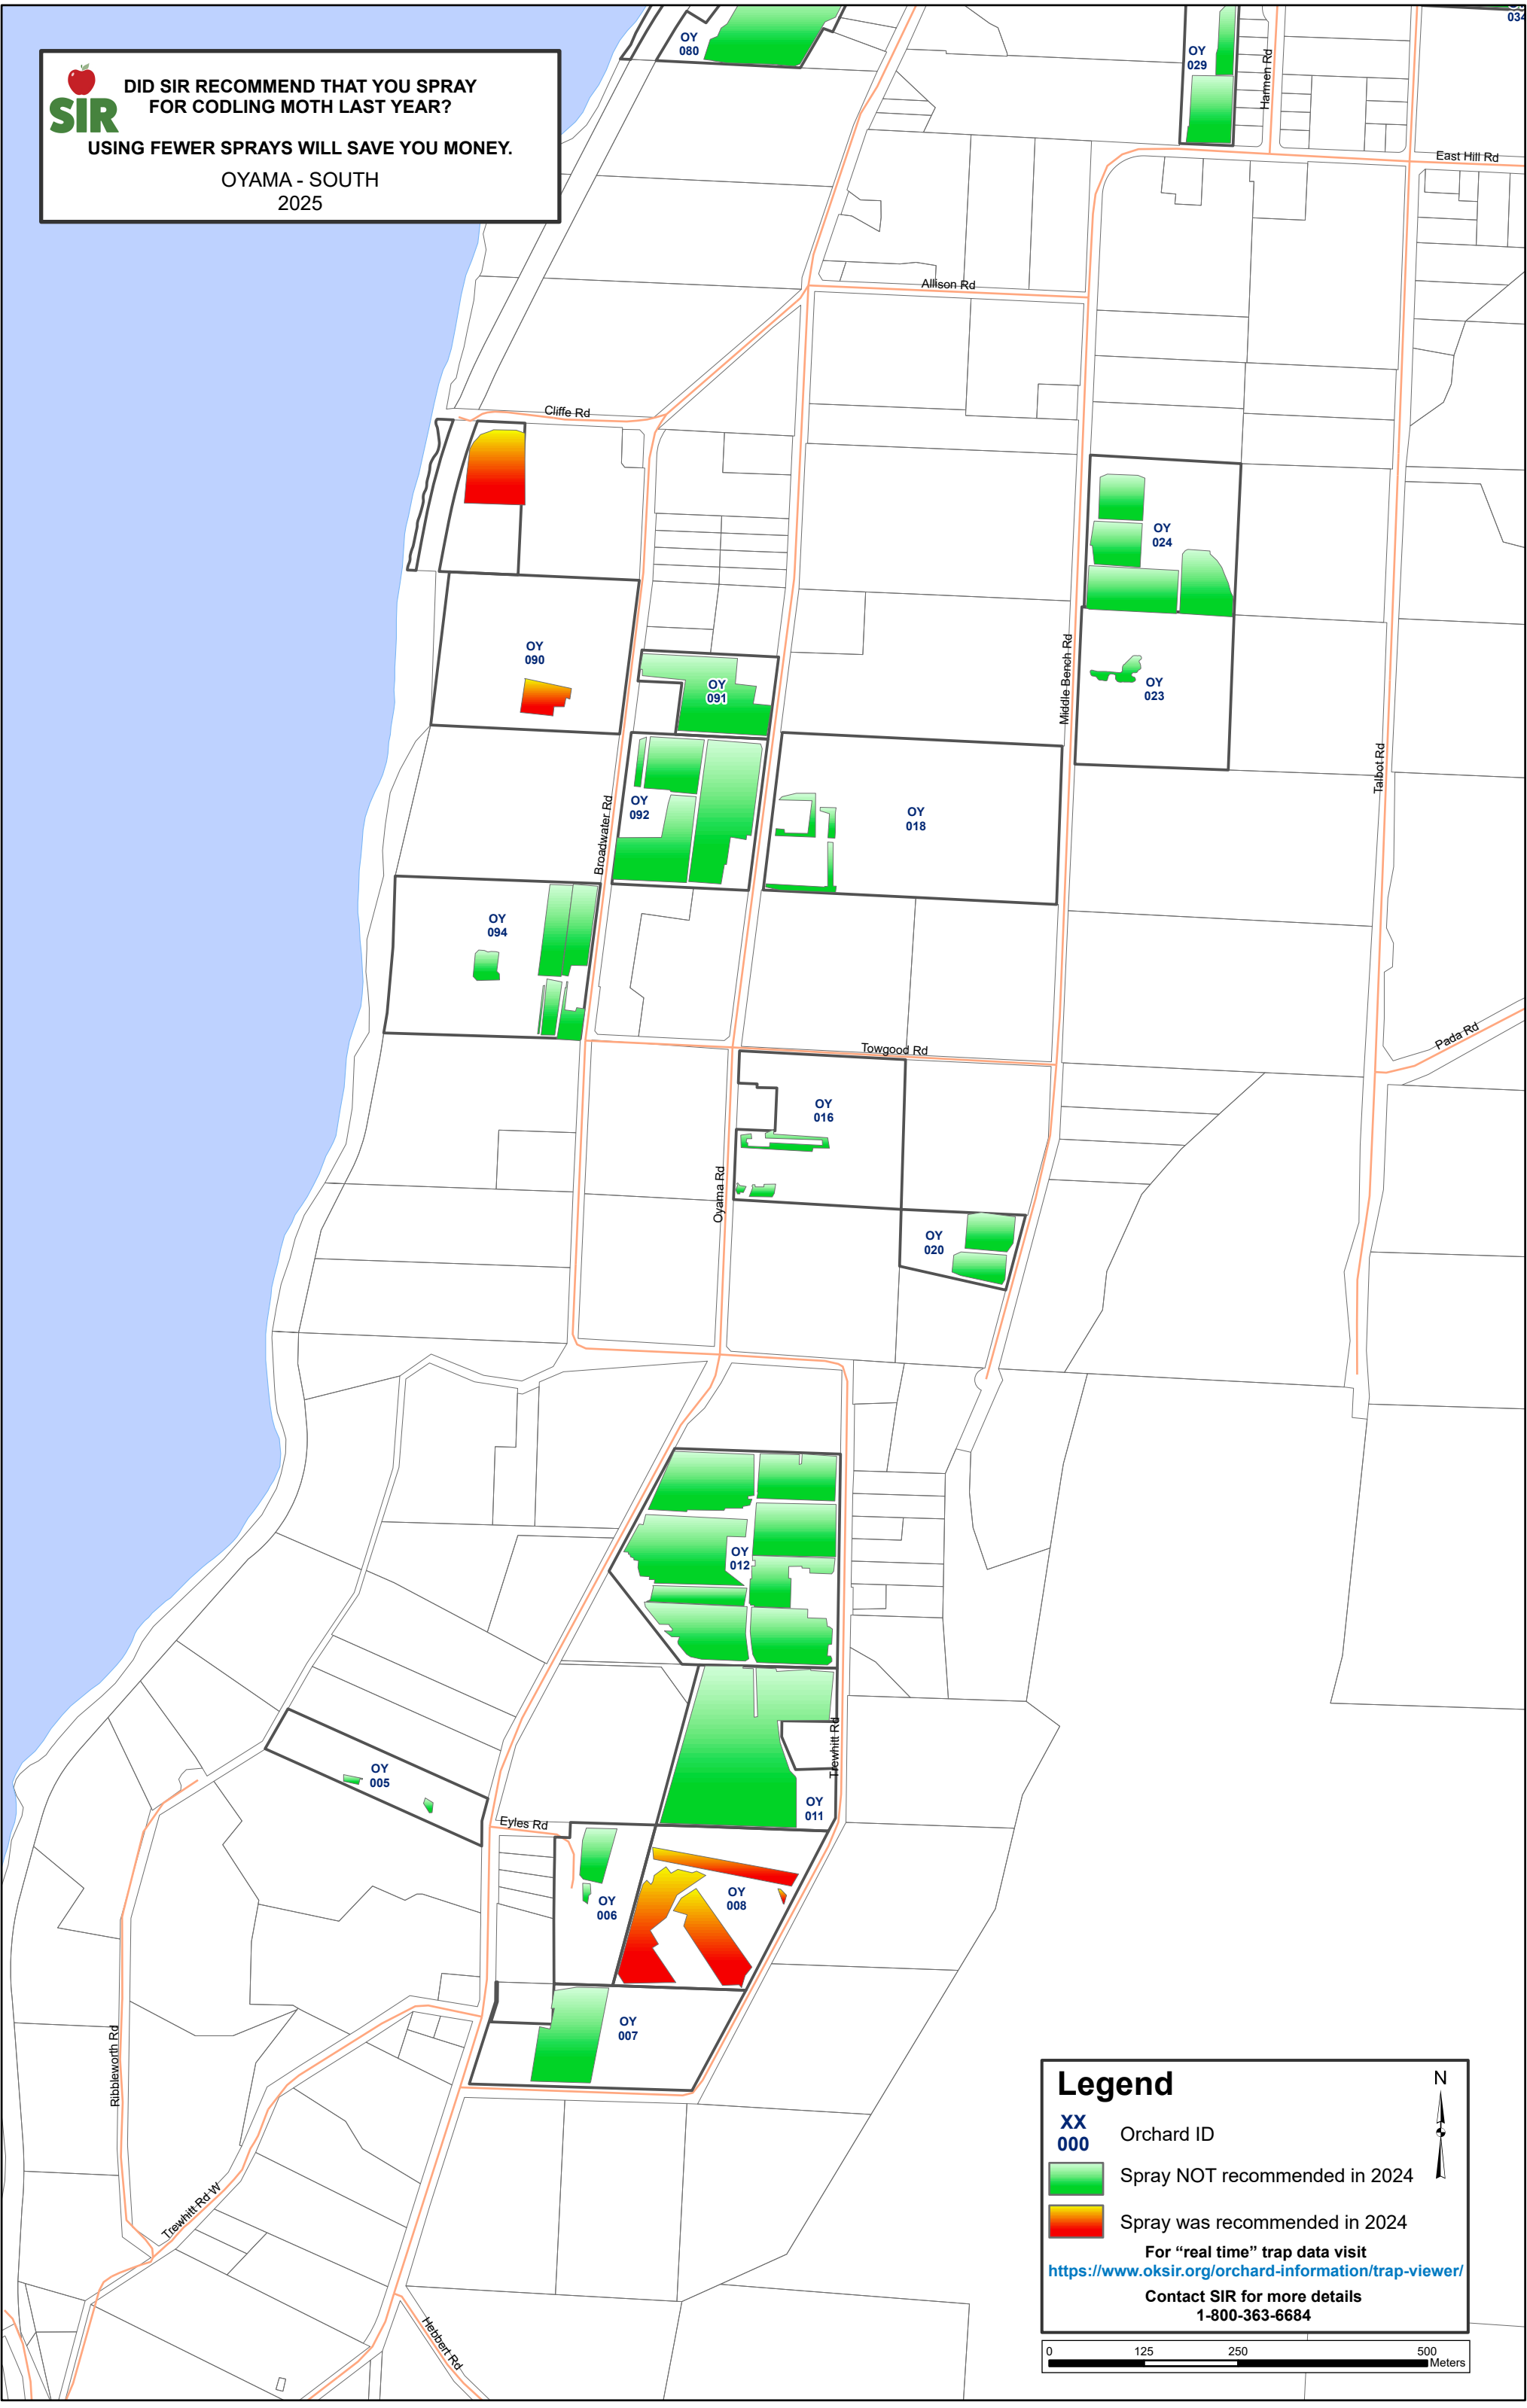 SIR
DID SIR RECOMMEND THAT YOU SPRAY
FOR CODLING MOTH LAST YEAR?
USING FEWER SPRAYS WILL SAVE YOU MONEY.
OYAMA - SOUTH
2025
OY
080
OY
029
034
Harmen Rd
East Hill Rd
Allison Rd
Cliffe Rd
OY
024
OY
090
OY
091
OY
023
Middle Bench Rd
Talbot Rd
OY
092
OY
018
Broadwater Rd
OY
094
Towgood Rd
Pada Rd
OY
016
Oyama Rd
OY
020
OY
012
Trewhitt Rd
OY
005
OY
011
Eyles Rd
OY
006
OY
008
OY
007
Ribbleworth Rd
Trewhitt Rd W
Hebbert Rd
Legend
N
XX
000
Orchard ID
Spray NOT recommended in 2024
Spray was recommended in 2024
For “real time” trap data visit
https://www.oksir.org/orchard-information/trap-viewer/
Contact SIR for more details
1-800-363-6684
0 125 250 500
Meters